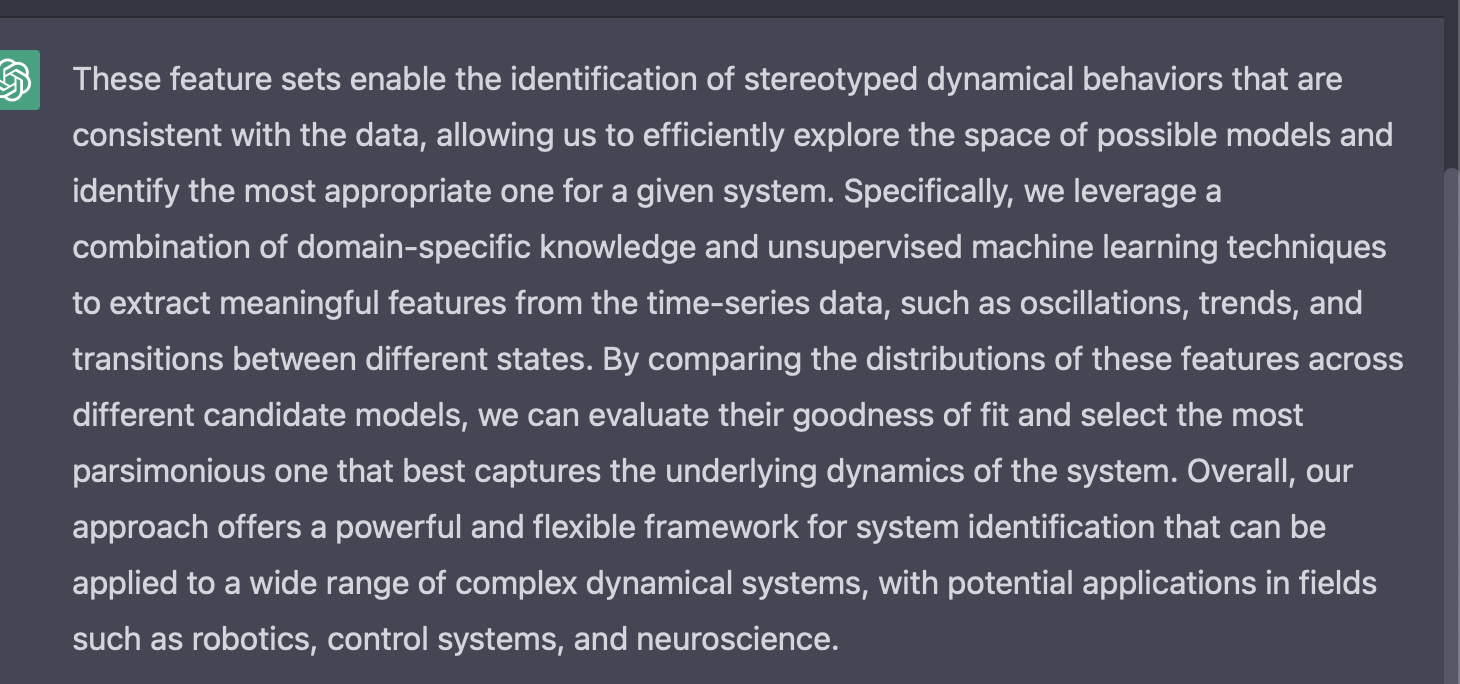 These feature sets enable the identification of stereotyped dynamical behaviors that are
consistent with the data, allowing us to efficiently explore the space of possible models and
identify the most appropriate one for a given system. Specifically, we leverage a
combination of domain-specific knowledge and unsupervised machine learning techniques
to extract meaningful features from the time-series data, such as oscillations, trends, and
transitions between different states. By comparing the distributions of these features across
different candidate models, we can evaluate their goodness of fit and select the most
parsimonious one that best captures the underlying dynamics of the system. Overall, our
approach offers a powerful and flexible framework for system identification that can be
applied to a wide range of complex dynamical systems, with potential applications in fields
such as robotics, control systems, and neuroscience.